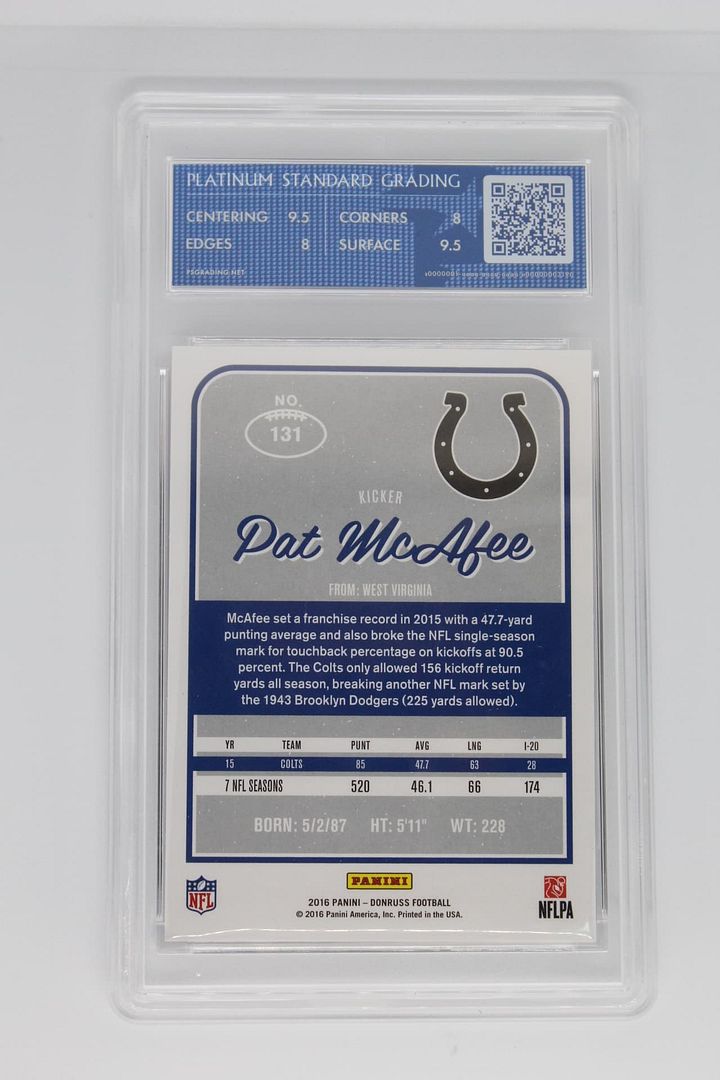 PLATINUM STANDARD GRADING
CENTERING 9.5 CORNERS 8
EDGES 8 SURFACE 9.5
PSGRADING.NET
NO.
131
KICKER
Pat McAfee
FROM: WEST VIRGINIA
McAfee set a franchise record in 2015 with a 47.7-yard
punting average and also broke the NFL single-season
mark for touchback percentage on kickoffs at 90.5
percent. The Colts only allowed 156 kickoff return
yards all season, breaking another NFL mark set by
the 1943 Brooklyn Dodgers (225 yards allowed).
YR TEAM PUNT AVG LNG I-20
15 COLTS 85 47.7 63 28
7 NFL SEASONS 520 46.1 66 174
BORN: 5/2/87 HT: 5'11" WT: 228
PANINI
NFL
2016 PANINI – DONRUSS FOOTBALL
© 2016 Panini America, Inc. Printed in the USA.
NFLPA